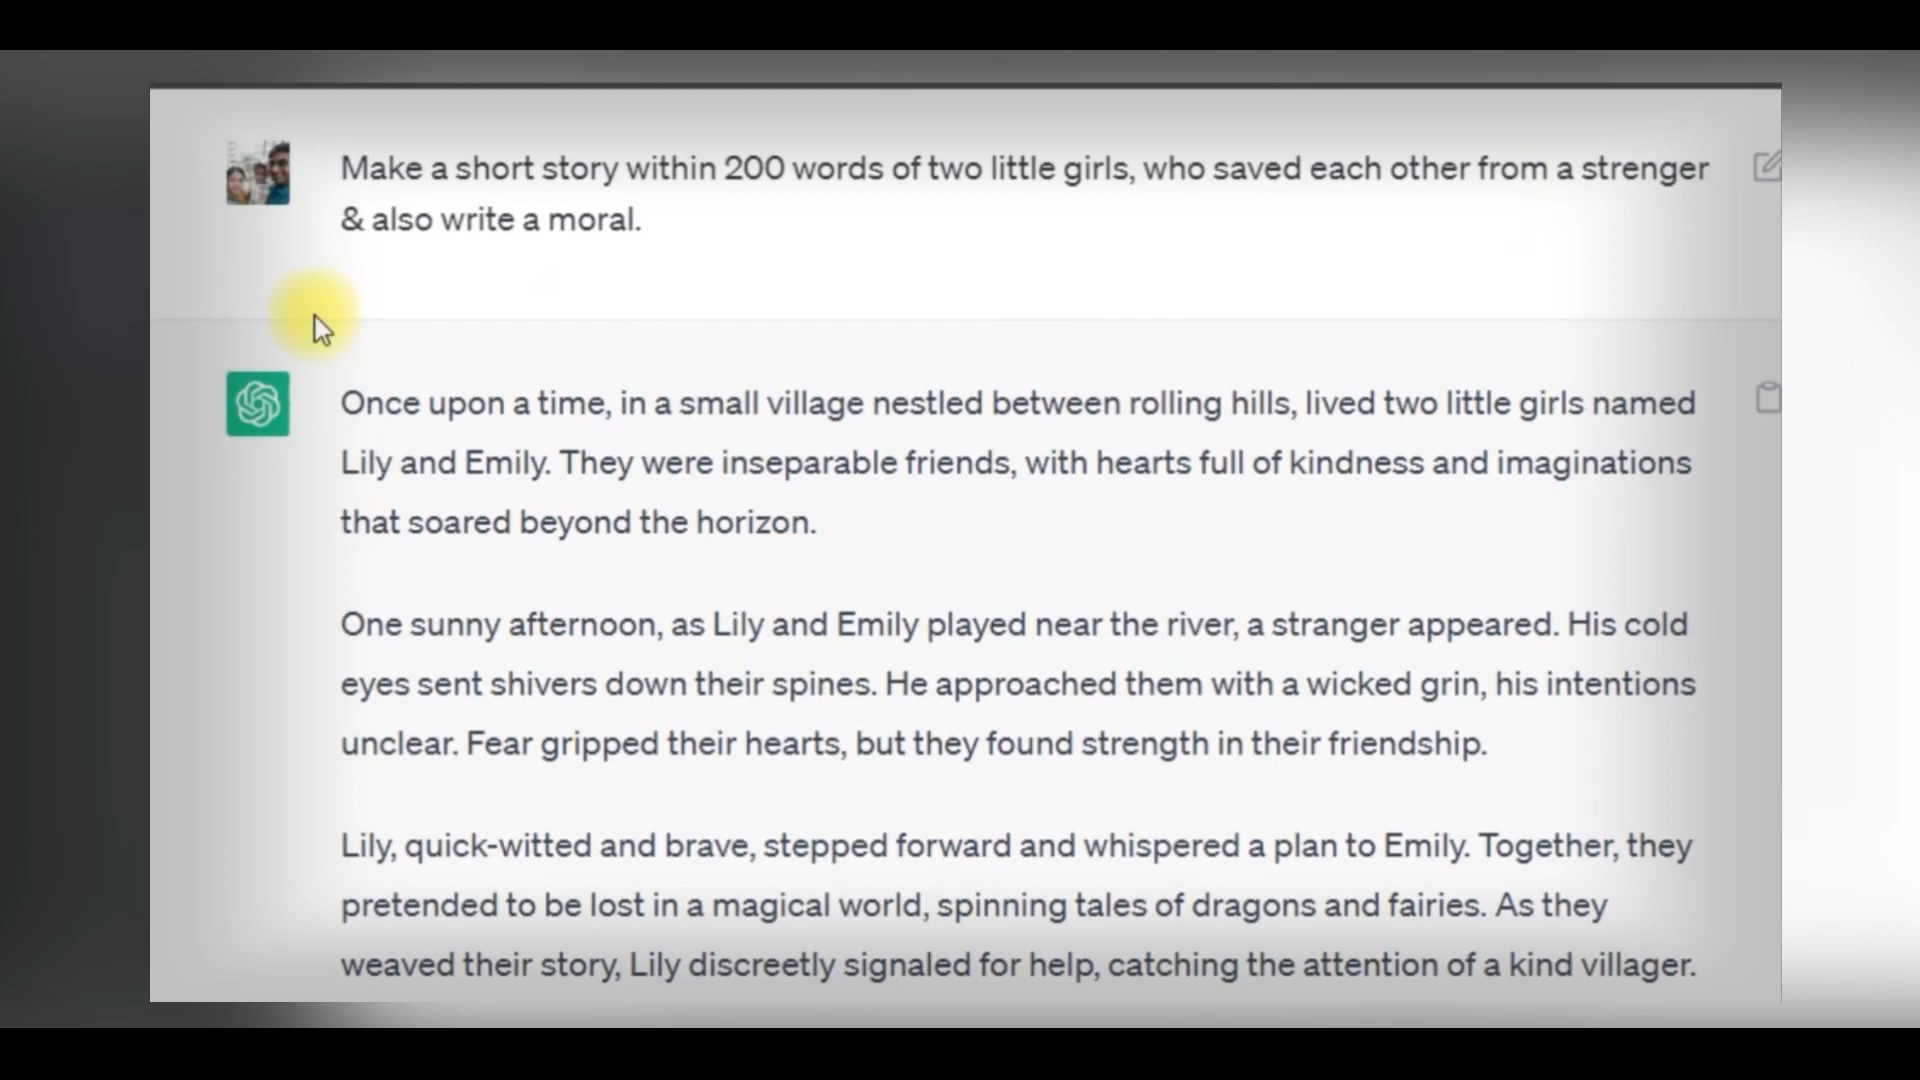 Make a short story within 200 words of two little girls, who saved each other from a strenger
& also write a moral.
Once upon a time, in a small village nestled between rolling hills, lived two little girls named
Lily and Emily. They were inseparable friends, with hearts full of kindness and imaginations
that soared beyond the horizon.
One sunny afternoon, as Lily and Emily played near the river, a stranger appeared. His cold
eyes sent shivers down their spines. He approached them with a wicked grin, his intentions
unclear. Fear gripped their hearts, but they found strength in their friendship.
Lily, quick-witted and brave, stepped forward and whispered a plan to Emily. Together, they
pretended to be lost in a magical world, spinning tales of dragons and fairies. As they
weaved their story, Lily discreetly signaled for help, catching the attention of a kind villager.